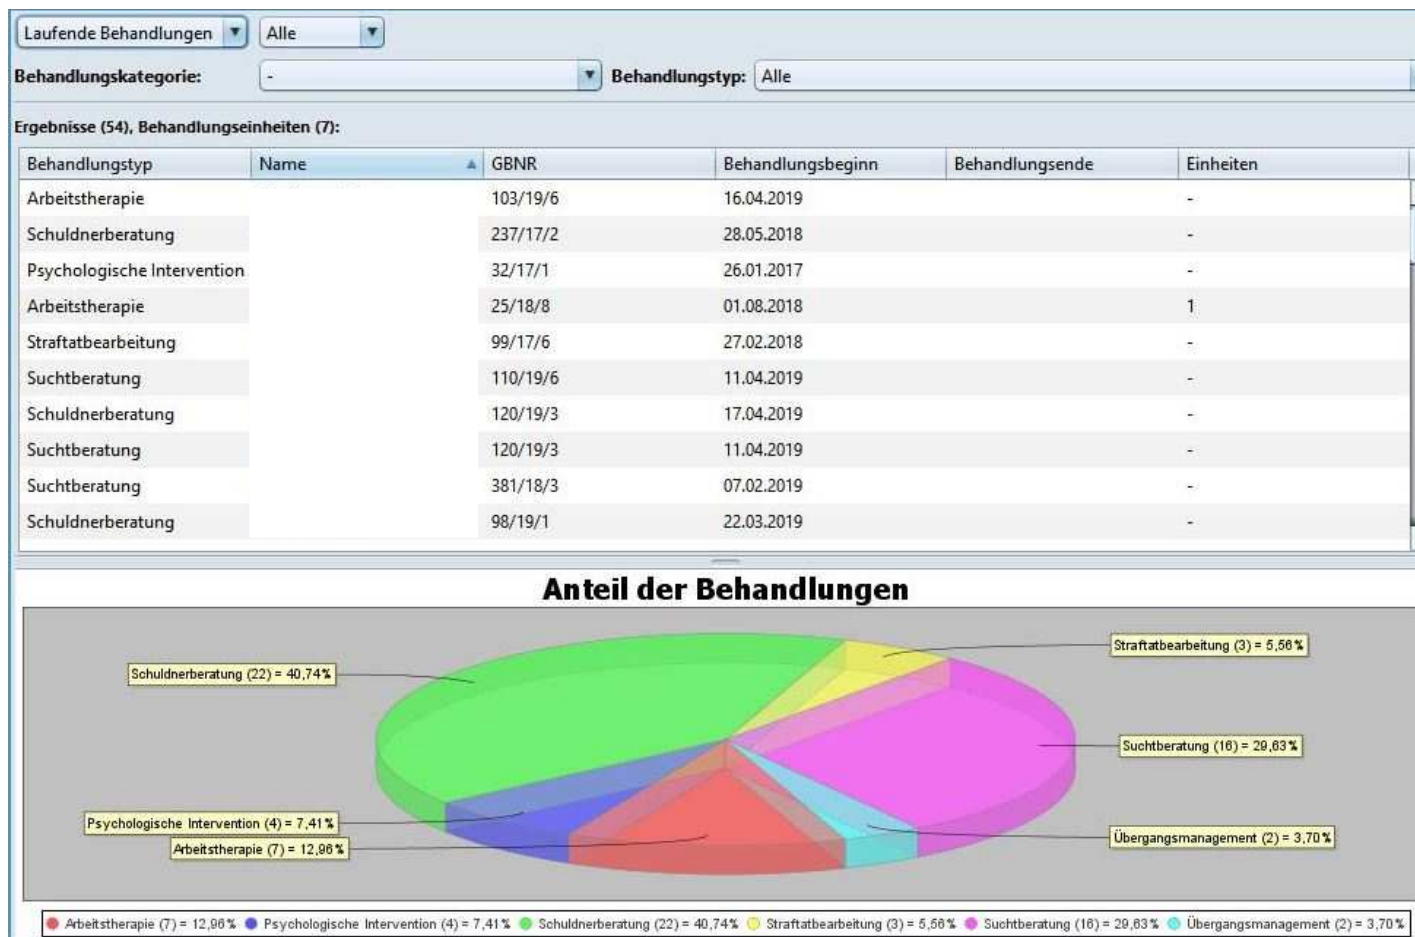 Laufende Behandlungen Alle
Behandlungskategorie: - Behandlungstyp: Alle
Ergebnisse (54), Behandlungseinheiten (7):
Behandlungstyp Name GBNR Behandlungsbeginn Behandlungsende Einheiten
Arbeitstherapie 103/19/6 16.04.2019 -
Schuldnerberatung 237/17/2 28.05.2018 -
Psychologische Intervention 32/17/1 26.01.2017 -
Arbeitstherapie 25/18/8 01.08.2018 1
Straftatbearbeitung 99/17/6 27.02.2018 -
Suchtberatung 110/19/6 11.04.2019 -
Schuldnerberatung 120/19/3 17.04.2019 -
Suchtberatung 120/19/3 11.04.2019 -
Suchtberatung 381/18/3 07.02.2019 -
Schuldnerberatung 98/19/1 22.03.2019 -
Anteil der Behandlungen
Straftatbearbeitung (3) = 5,56%
Schuldnerberatung (22) = 40,74%
Suchtberatung (16) = 29,63%
Psychologische Intervention (4) = 7,41%
Übergangsmanagement (2) = 3,70%
Arbeitstherapie (7) = 12,96%
Arbeitstherapie (7) = 12,96% Psychologische Intervention (4) = 7,41% Schuldnerberatung (22) = 40,74% Straftatbearbeitung (3) = 5,56% Suchtberatung (16) = 29,63% Übergangsmanagement (2) = 3,70%